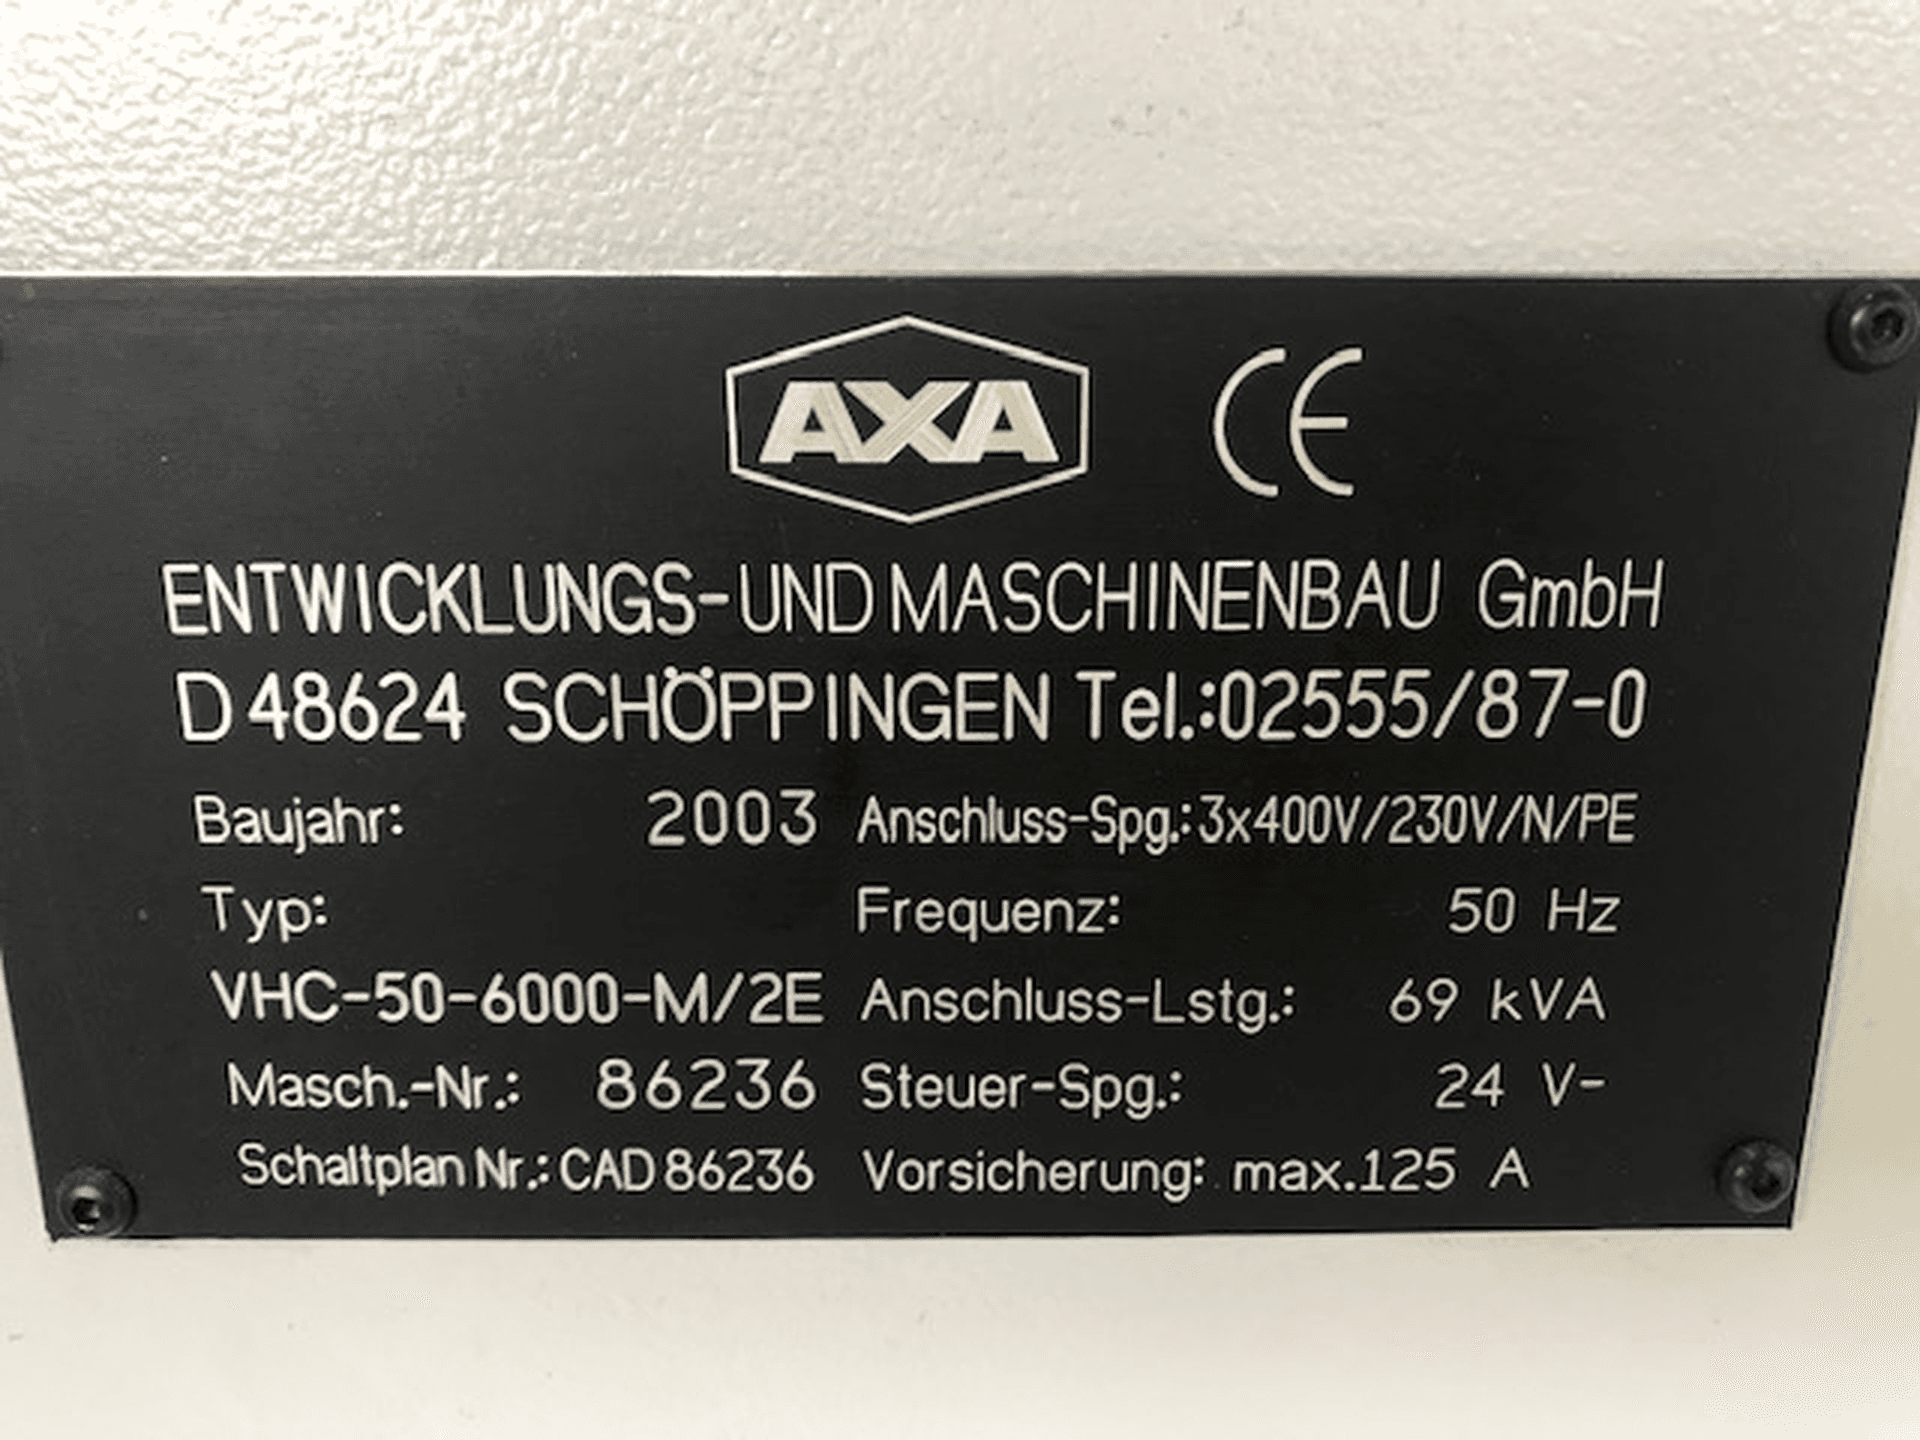 AXA CE
ENTWICKLUNGS-UND MASCHINENBAU GmbH
D 48624 SCHÖPPINGEN Tel.:02555/87-0
Baujahr: 2003 Anschluss-Spg.:3x400V/230V/N/PE
Typ: Frequenz: 50 Hz
VHC-50-6000-M/2E Anschluss-Lstg.: 69 kVA
Masch.-Nr.: 86236 Steuer-Spg.: 24 V-
Schaltplan Nr.: CAD 86236 Vorsicherung: max.125 A